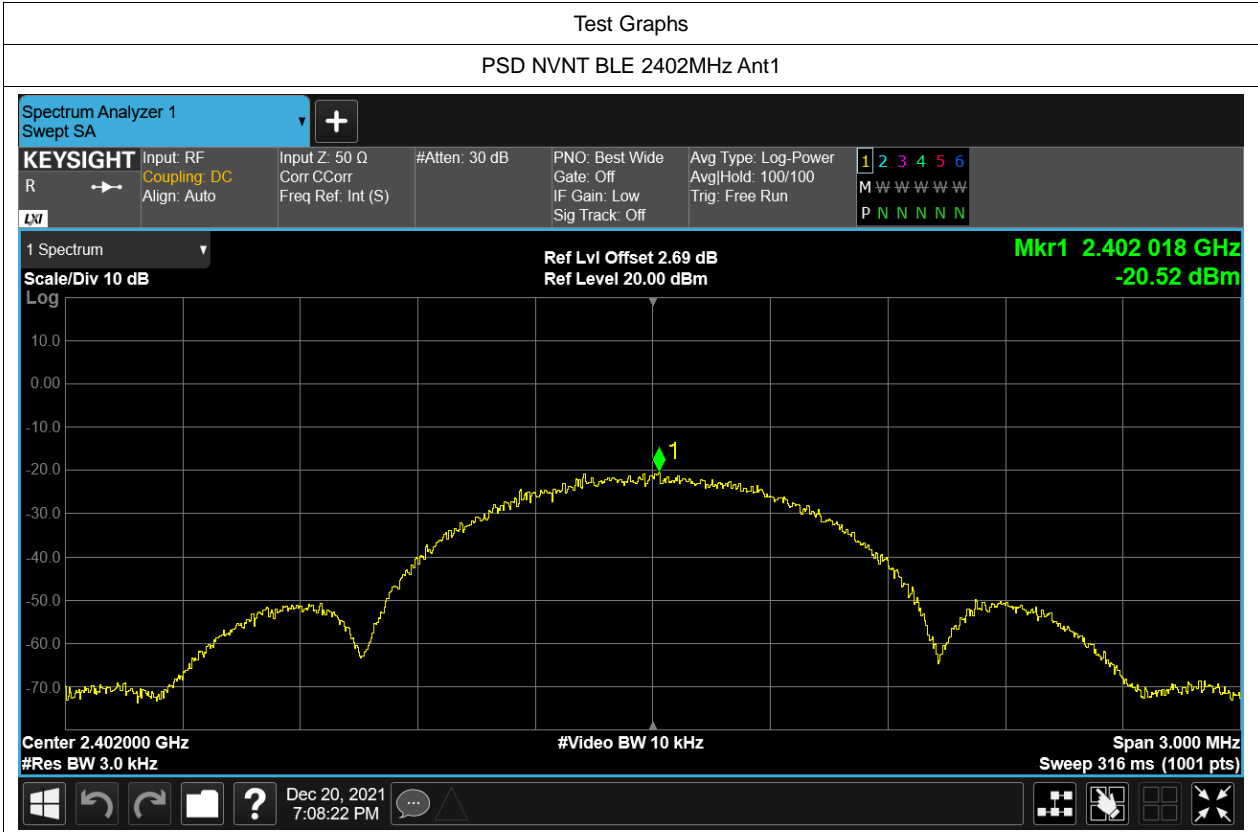 Test Graphs
PSD NVNT BLE 2402MHz Ant1
Spectrum Analyzer 1
Swept SA
KEYSIGHT Input: RF Input Z: 50 Ω #Atten: 30 dB PNO: Best Wide Avg Type: Log-Power 1 2 3 4 5 6
R Coupling: DC Corr CCorr Gate: Off Avg|Hold: 100/100 M W W W W W W
Align: Auto Freq Ref: Int (S) IF Gain: Low Trig: Free Run
LXI Sig Track: Off P N N N N N
1 Spectrum Ref Lvl Offset 2.69 dB Mkr1 2.402 018 GHz
Scale/Div 10 dB Ref Level 20.00 dBm -20.52 dBm
Log
10.0
0.00
-10.0
1
-20.0
-30.0
-40.0
-50.0
-60.0
-70.0
Center 2.402000 GHz #Video BW 10 kHz Span 3.000 MHz
#Res BW 3.0 kHz Sweep 316 ms (1001 pts)
? Dec 20, 2021
7:08:22 PM